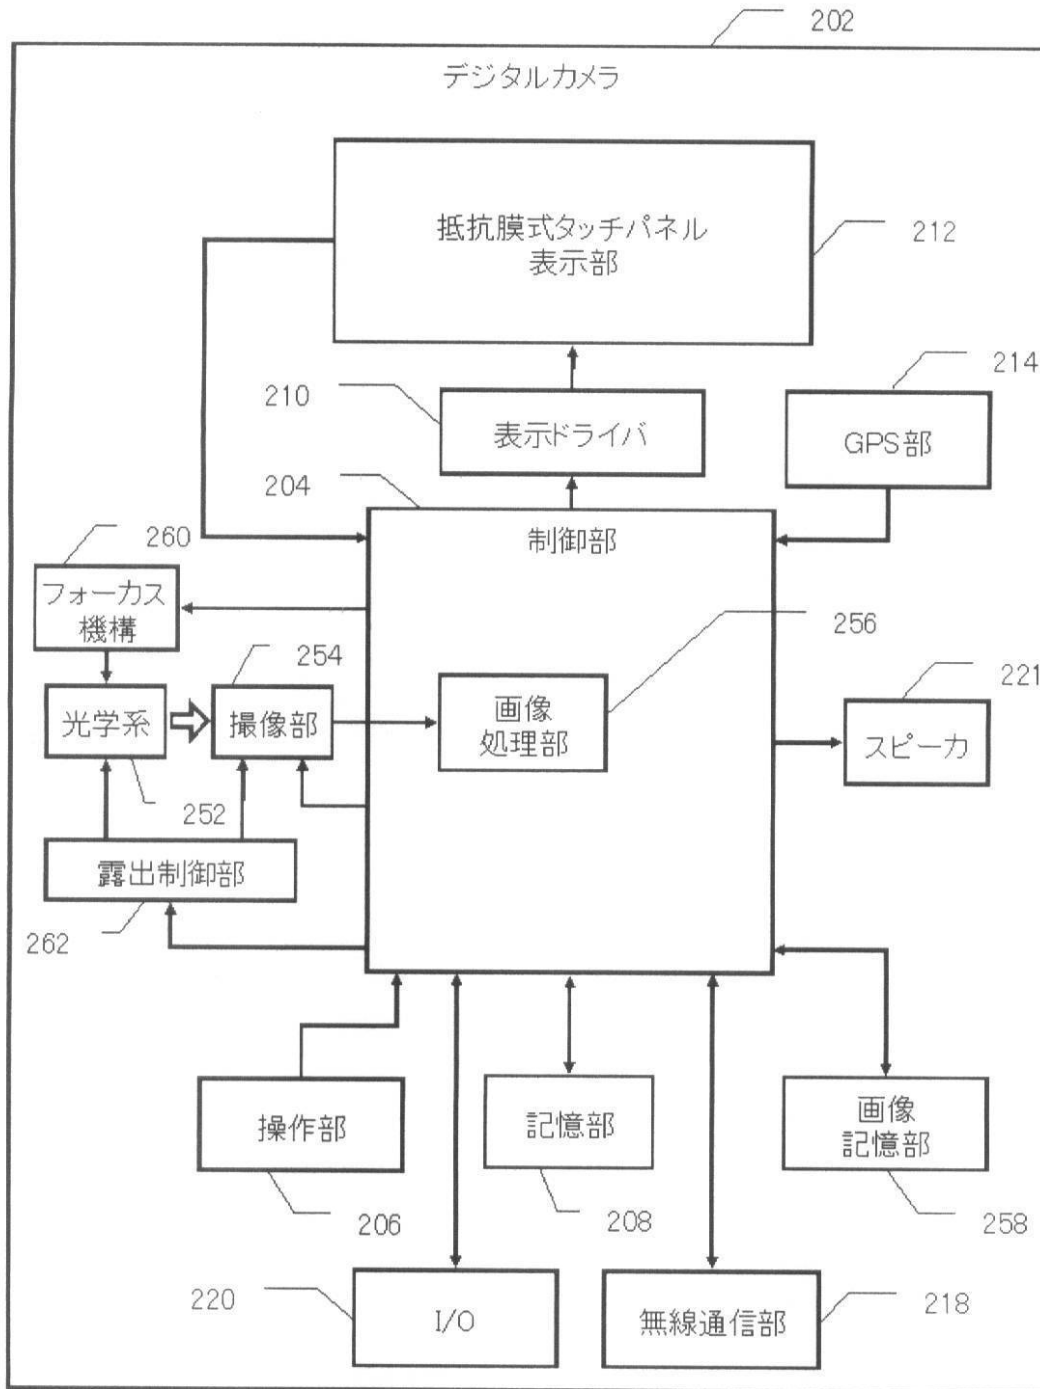 202
デジタルカメラ
抵抗膜式タッチパネル
表示部
212
210
表示ドライバ
214
GPS部
204
制御部
260
フォーカス
機構
254
256
画像
処理部
221
光学系
撮像部
スピーカ
252
露出制御部
262
操作部
記憶部
画像
記憶部
206
208
258
220
I/O
無線通信部
218